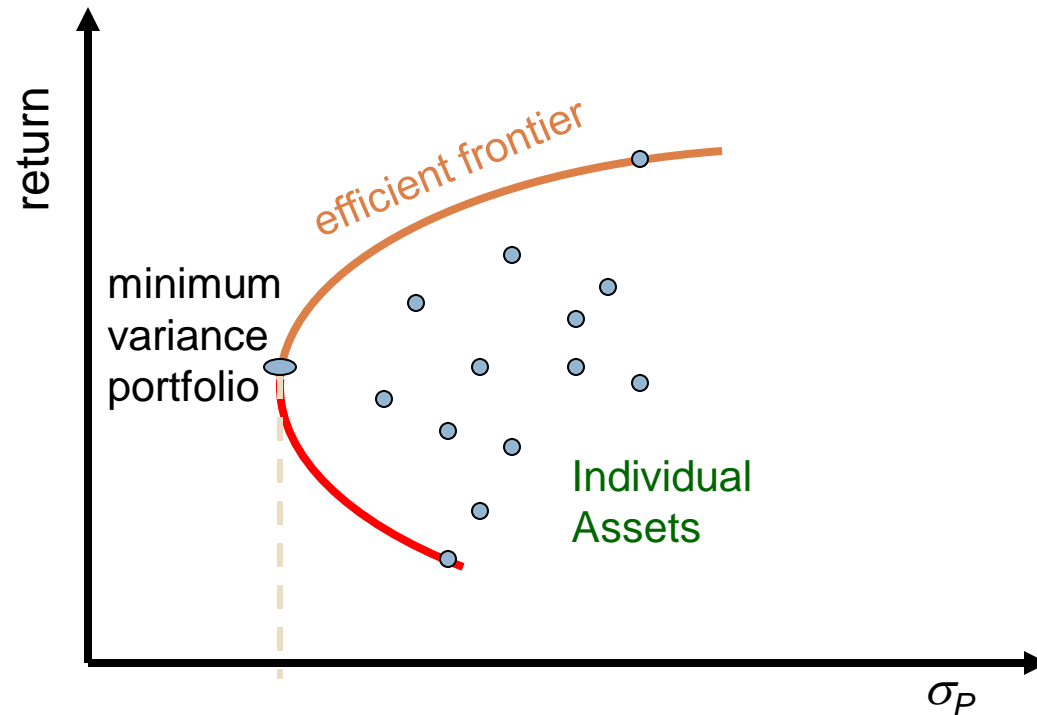 return
efficient frontier
minimum
variance
portfolio
Individual
Assets
σP